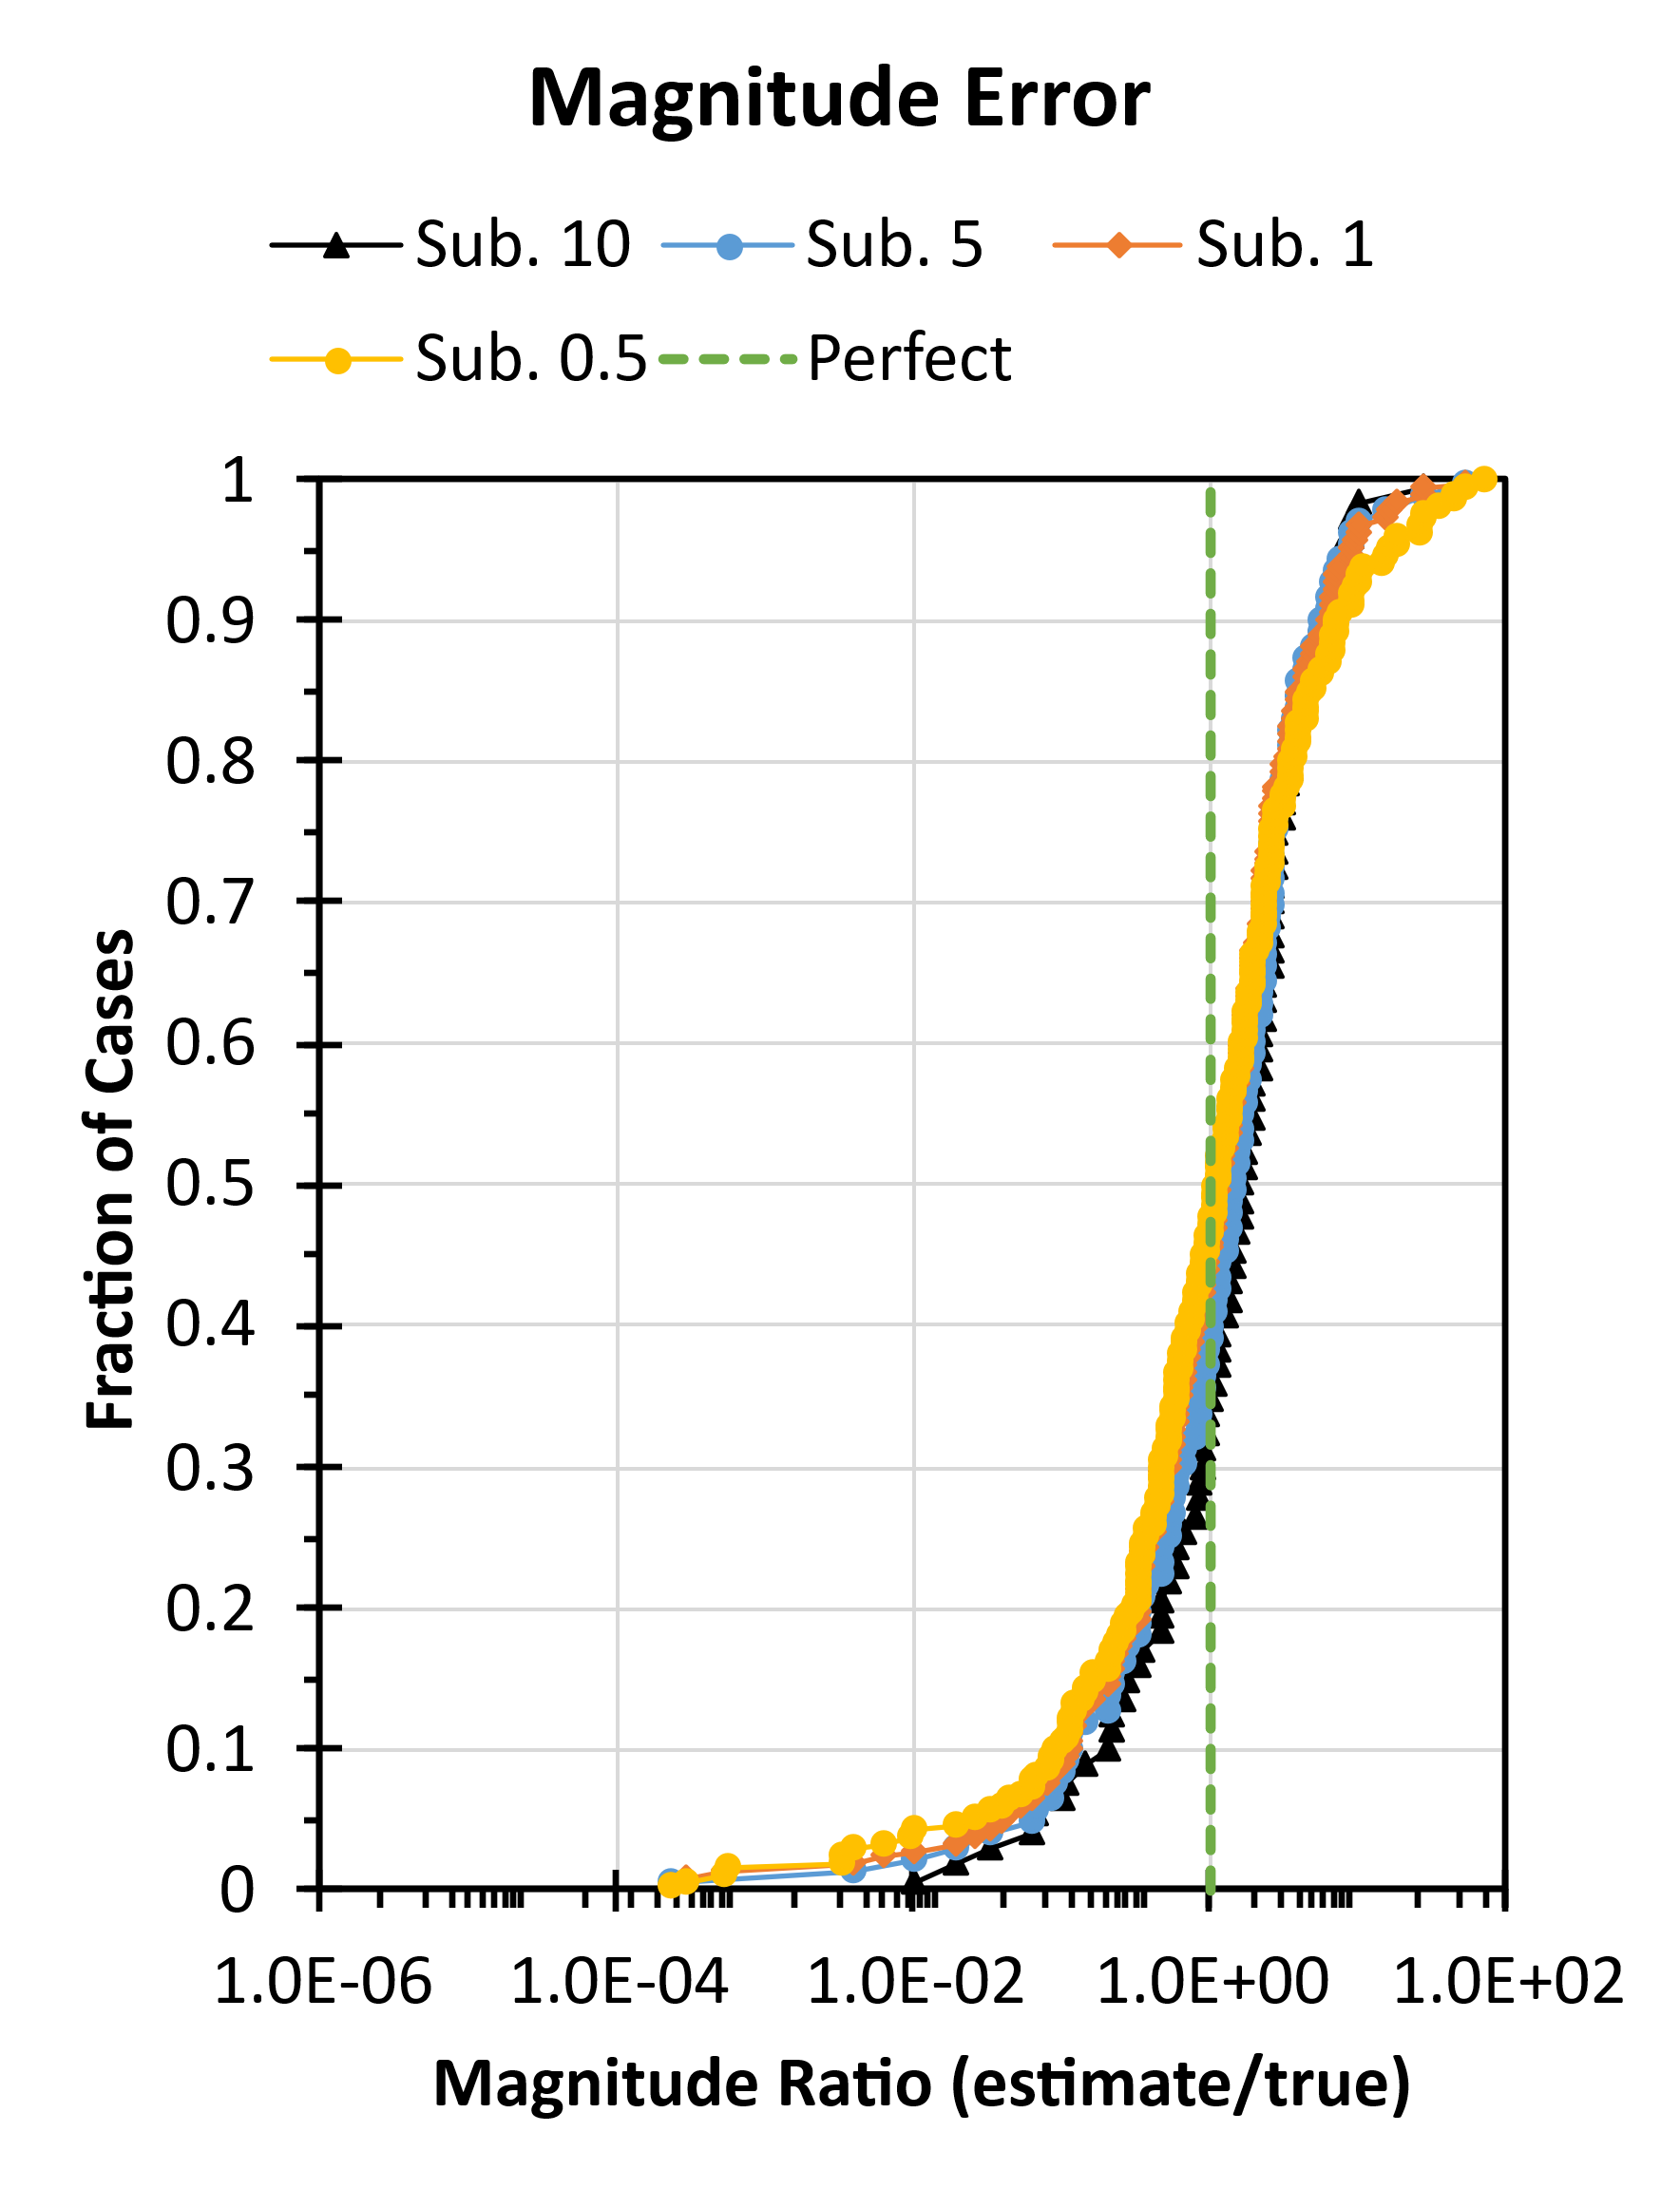 Magnitude Error
Sub. 10 Sub. 5 Sub. 1
Sub. 0.5 Perfect
1
0.9
0.8
0.7
0.6
0.5
0.4
0.3
0.2
0.1
0
Fraction of Cases
1.0E-06 1.0E-04 1.0E-02 1.0E+00 1.0E+02
Magnitude Ratio (estimate/true)